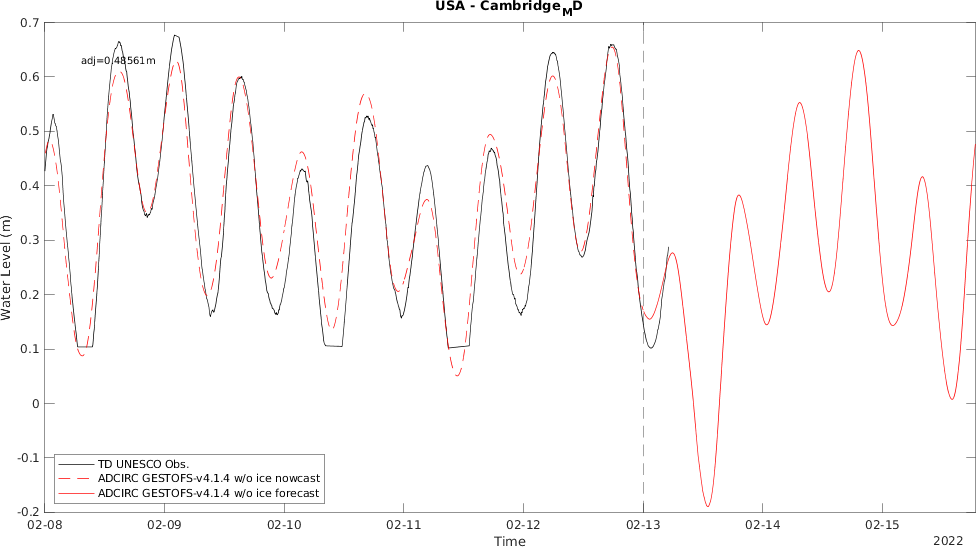 USA - Cambridge_MD
0.7
adj=0.48561m
0.6
0.5
0.4
0.3
Water Level (m)
0.2
0.1
0
-0.1
TD UNESCO Obs.
ADCIRC GESTOFS-v4.1.4 w/o ice nowcast
ADCIRC GESTOFS-v4.1.4 w/o ice forecast
-0.2
02-08 02-09 02-10 02-11 02-12 02-13 02-14 02-15
Time
2022